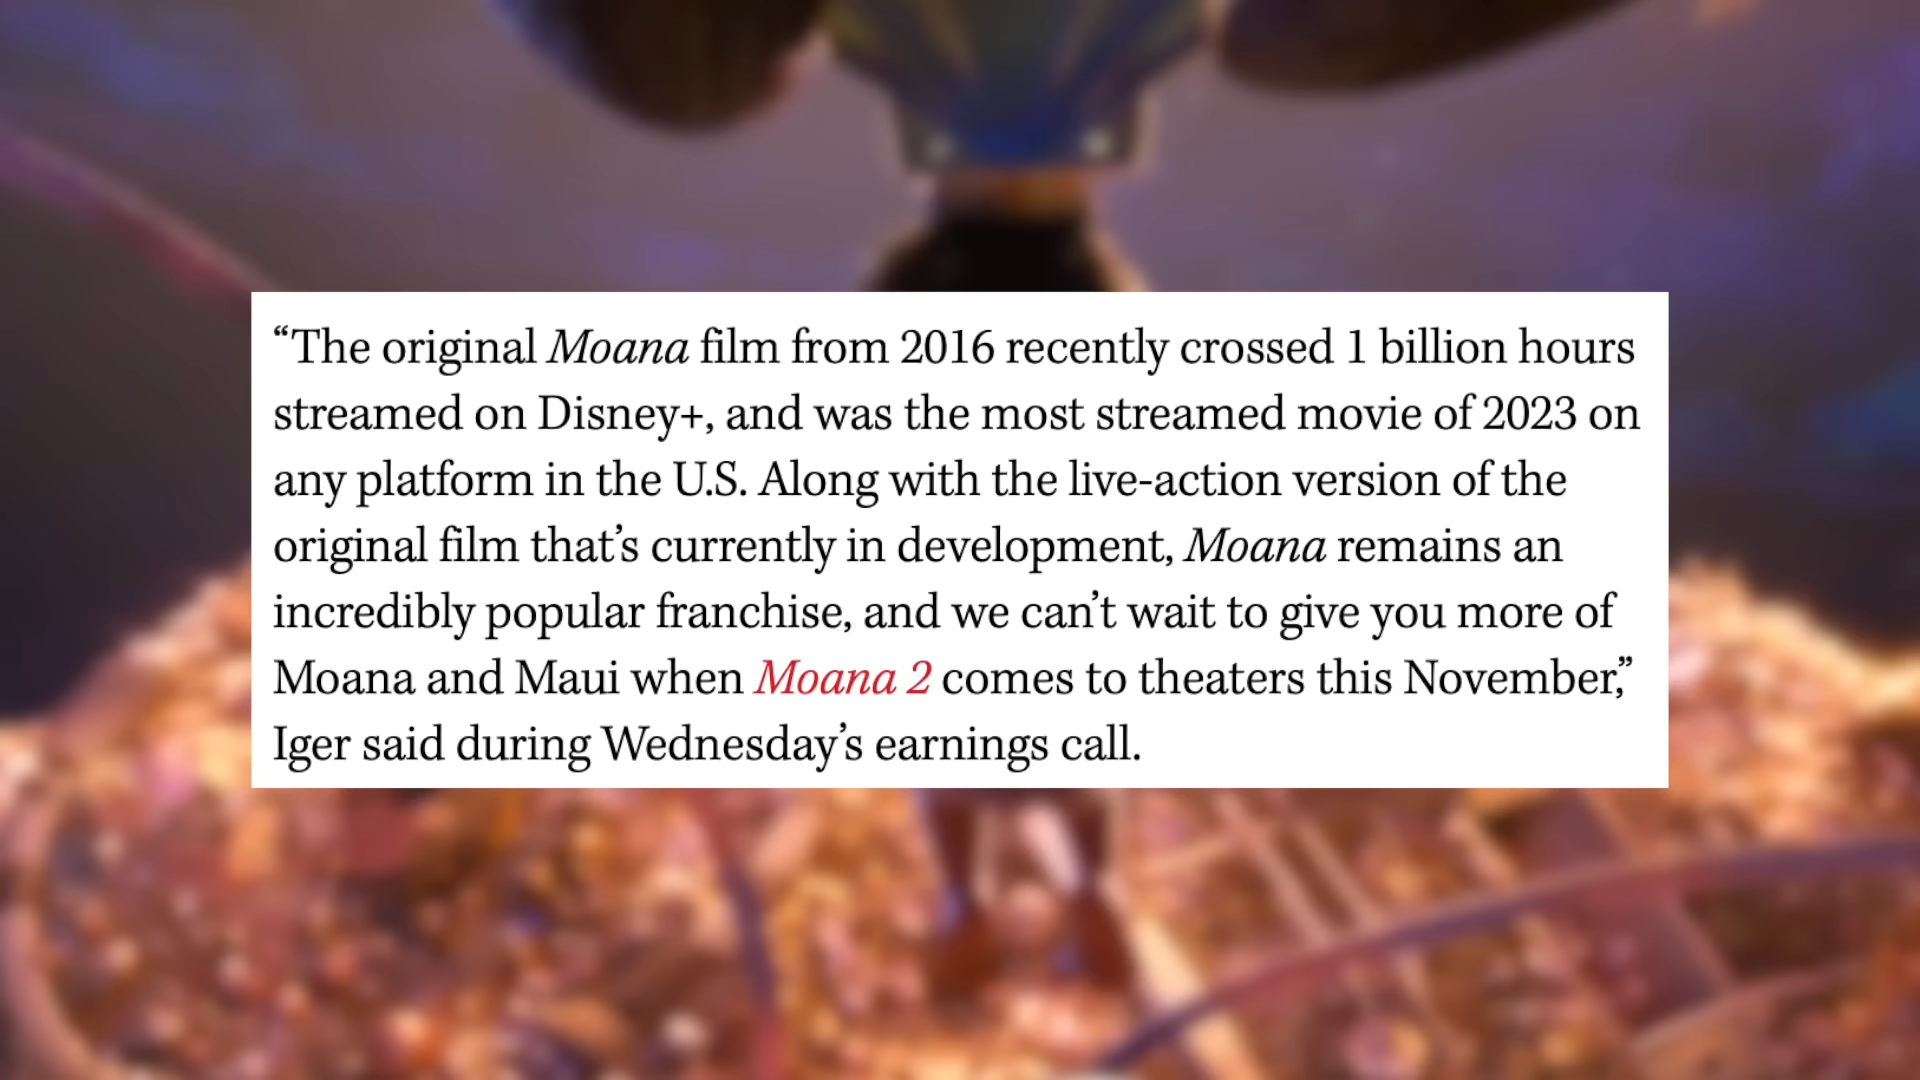 “The original Moana film from 2016 recently crossed 1 billion hours
streamed on Disney+, and was the most streamed movie of 2023 on
any platform in the U.S. Along with the live-action version of the
original film that’s currently in development, Moana remains an
incredibly popular franchise, and we can’t wait to give you more of
Moana and Maui when Moana 2 comes to theaters this November,”
Iger said during Wednesday’s earnings call.